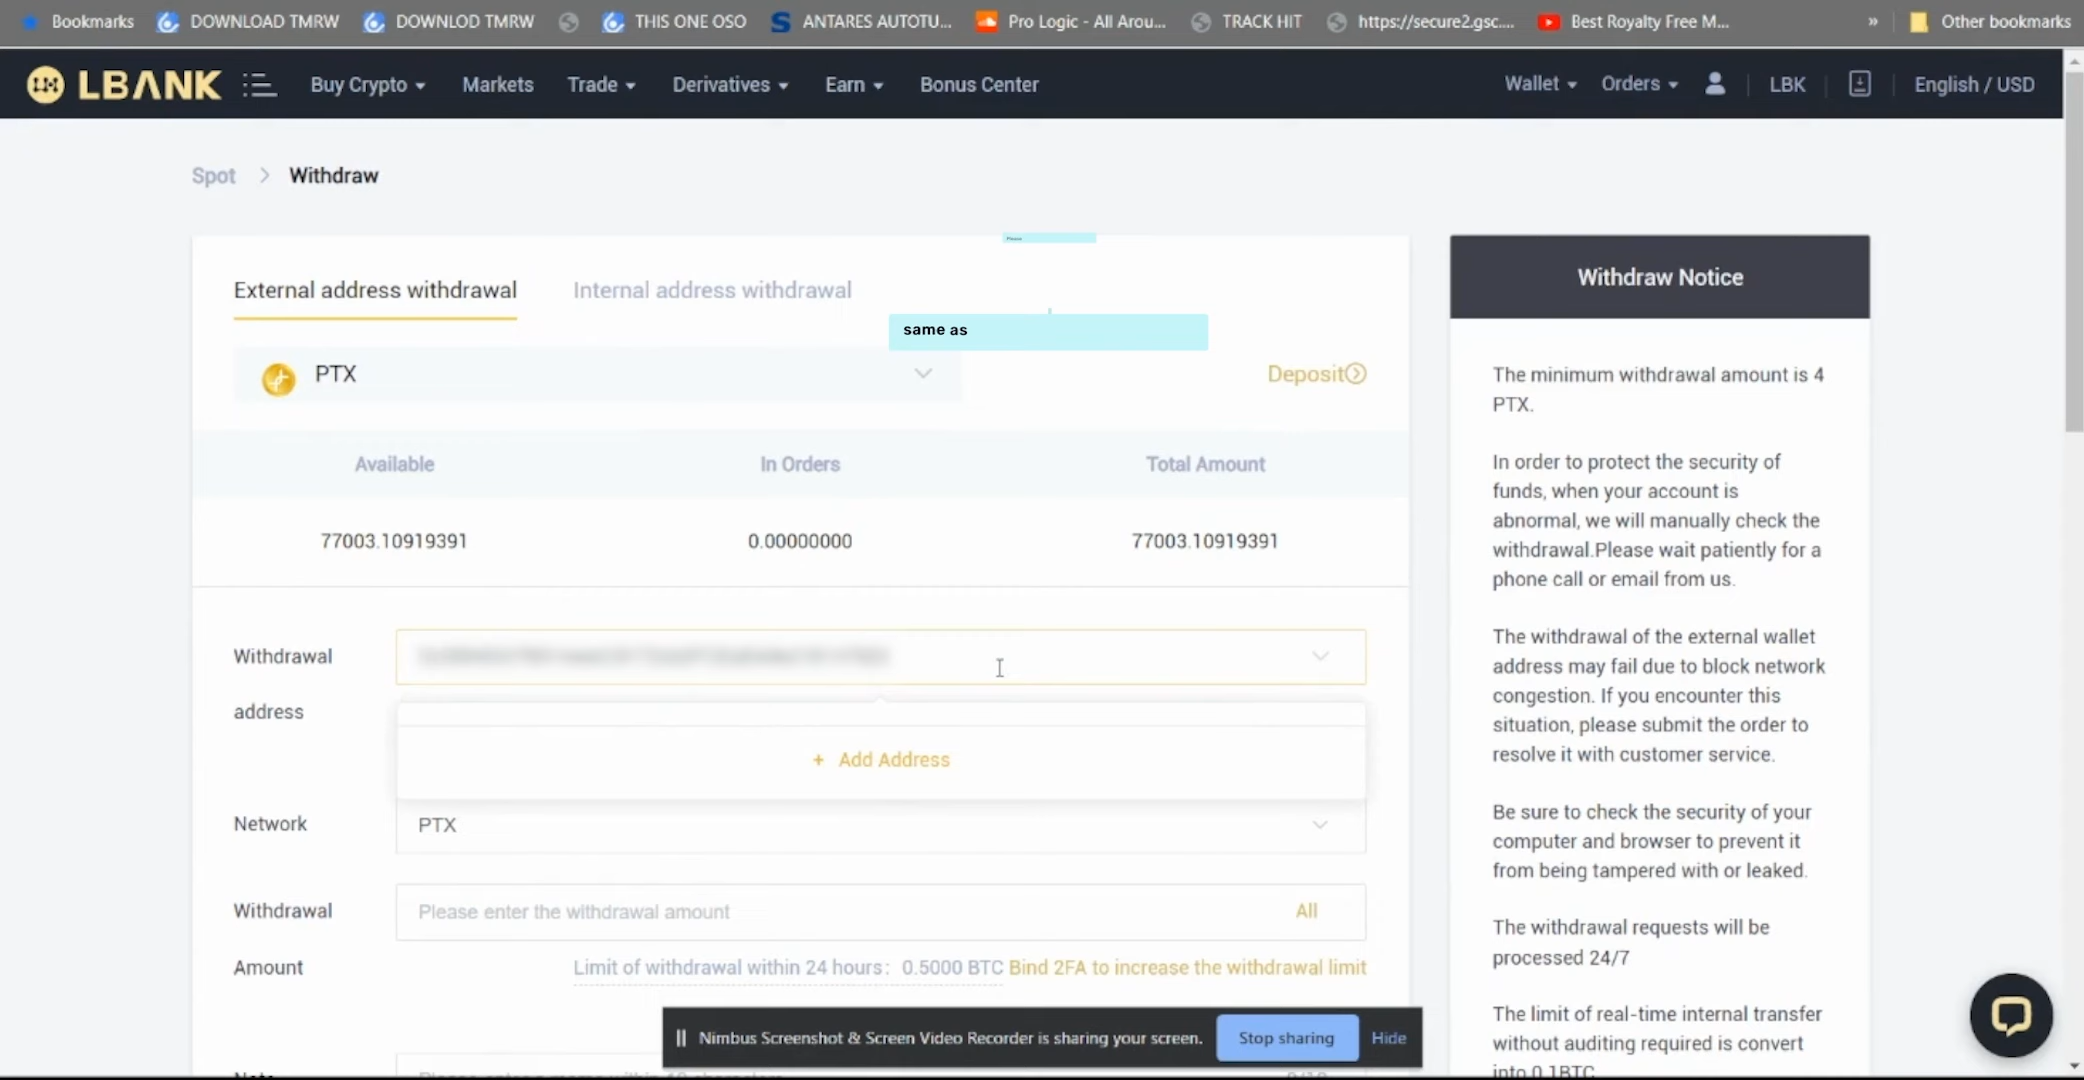 Bookmarks DOWNLOAD TMRW DOWNLOD TMRW THIS ONE OSO ANTARES AUTOTU... Pro Logic - All Arou... TRACK HIT https://secure2.gsc.... Best Royalty Free M... » Other bookmarks
LBANK Buy Crypto Markets Trade Derivatives Earn Bonus Center Wallet Orders LBK English / USD
Spot > Withdraw
Please
External address withdrawal Internal address withdrawal
same as
PTX Deposit
Available In Orders Total Amount
77003.10919391 0.00000000 77003.10919391
Withdrawal
address
+ Add Address
Network PTX
Withdrawal Please enter the withdrawal amount All
Amount Limit of withdrawal within 24 hours: 0.5000 BTC Bind 2FA to increase the withdrawal limit
Nimbus Screenshot & Screen Video Recorder is sharing your screen. Stop sharing Hide
Withdraw Notice
The minimum withdrawal amount is 4
PTX.
In order to protect the security of
funds, when your account is
abnormal, we will manually check the
withdrawal.Please wait patiently for a
phone call or email from us.
The withdrawal of the external wallet
address may fail due to block network
congestion. If you encounter this
situation, please submit the order to
resolve it with customer service.
Be sure to check the security of your
computer and browser to prevent it
from being tampered with or leaked.
The withdrawal requests will be
processed 24/7
The limit of real-time internal transfer
without auditing required is convert
into 0.1BTC